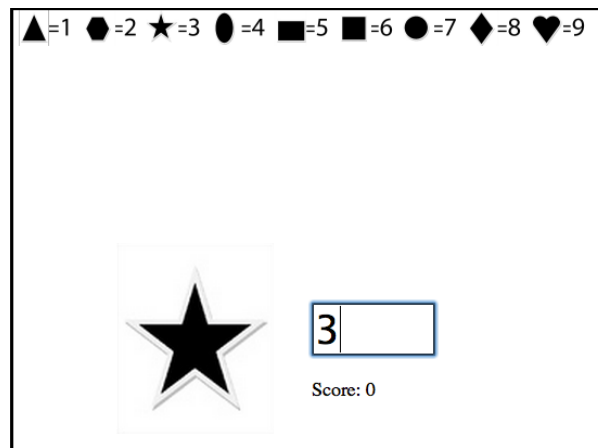 =1 =2 =3 =4 =5 =6 =7 =8 =9
3
Score: 0